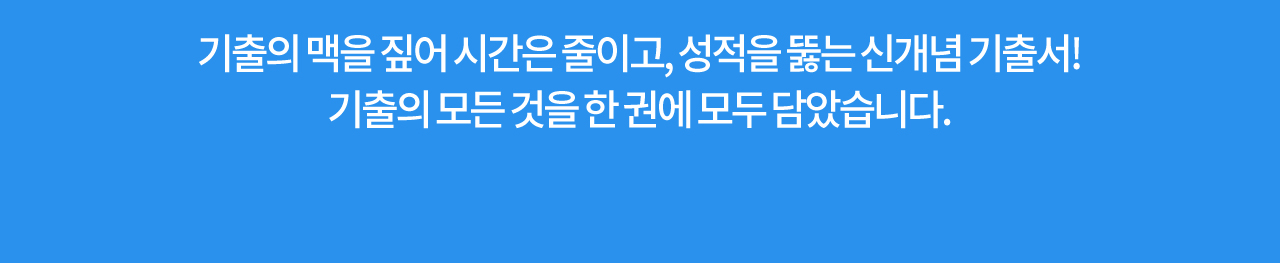 기출의 맥을 짚어 시간은 줄이고, 성적을 뚫는 신개념 기출서!
기출의 모든 것을 한 권에 모두 담았습니다.